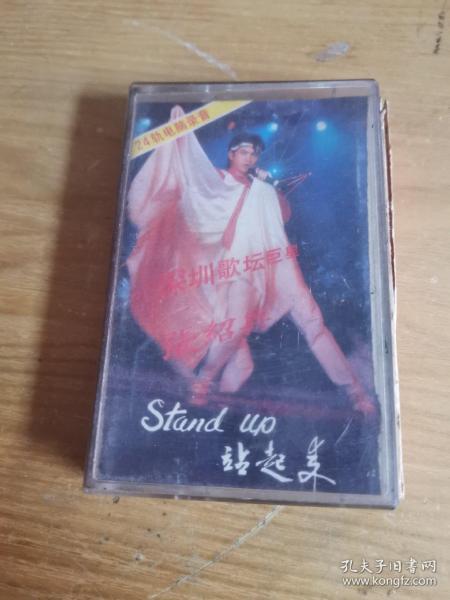 24轨电脑录音
深圳歌坛巨星
Stand up
站起来
孔夫子旧书网
www.kongfz.com